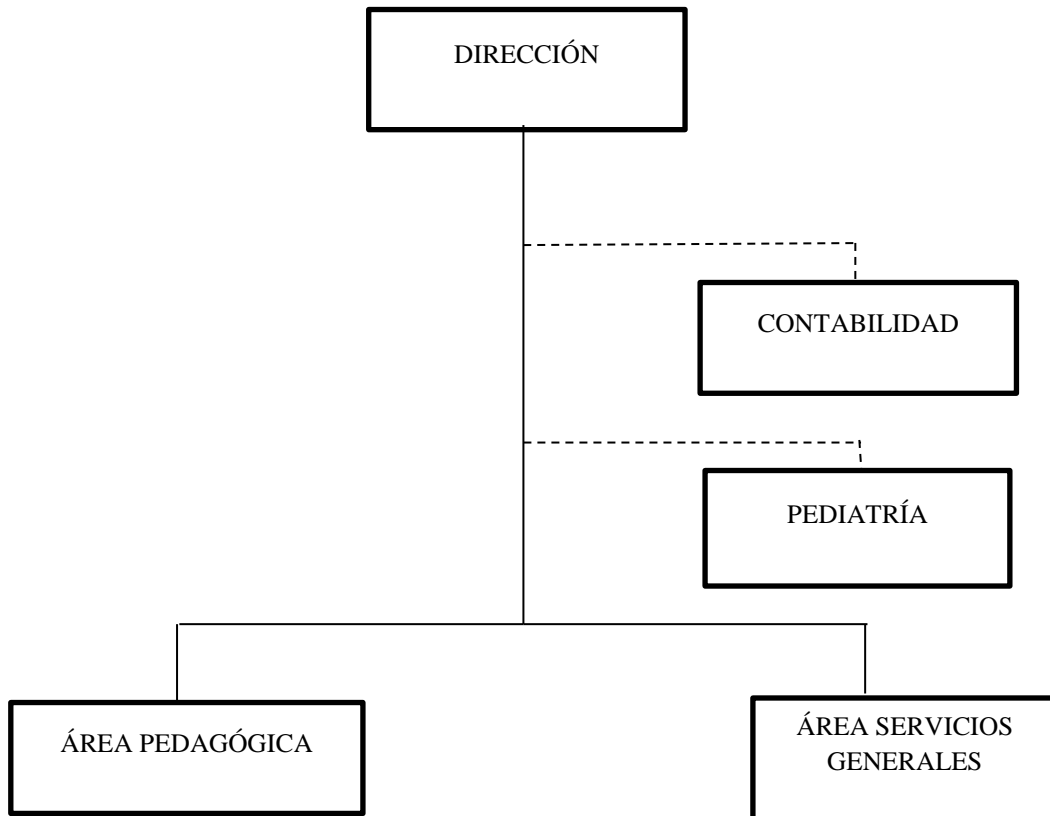 DIRECCIÓN
CONTABILIDAD
PEDIATRÍA
ÁREA PEDAGÓGICA
ÁREA SERVICIOS
GENERALES